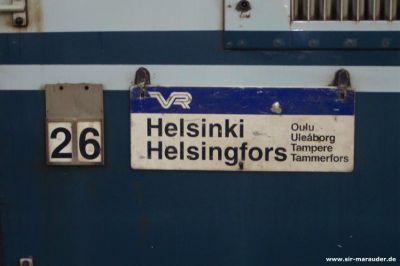 VR
26
Helsinki
Helsingfors
Oulu
Uleåborg
Tampere
Tammerfors
www.sir-marauder.de